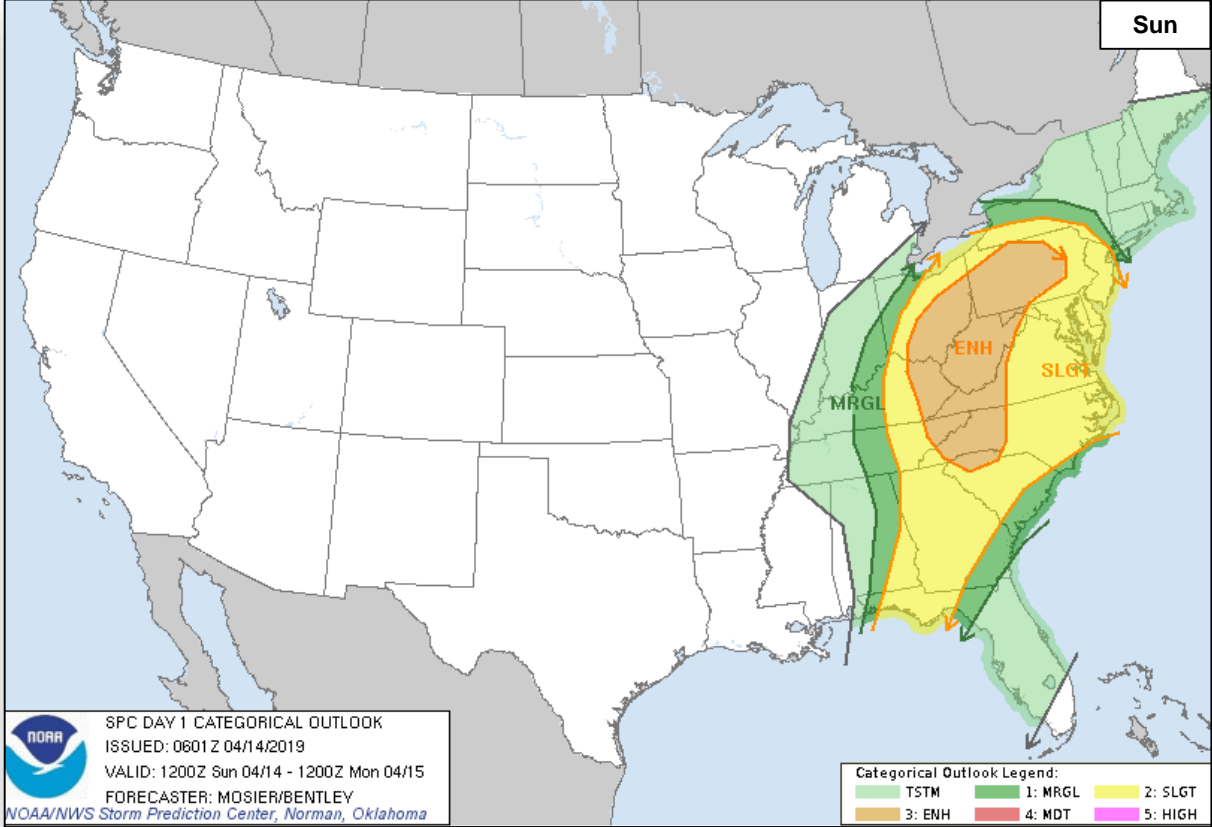 Sun
ENH
SLGT
MRGL
NOAA
SPC DAY 1 CATEGORICAL OUTLOOK
ISSUED: 0601Z 04/14/2019
VALID: 1200Z Sun 04/14 - 1200Z Mon 04/15
FORECASTER: MOSIER/BENTLEY
NOAA/NWS Storm Prediction Center, Norman, Oklahoma
Categorical Outlook Legend:
TSTM 1: MRGL 2: SLGT
3: ENH 4: MDT 5: HIGH